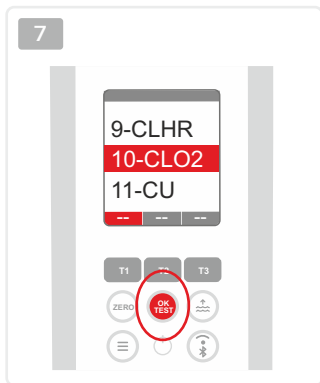 7
9-CLHR
10-CLO2
11-CU
-- -- --
T1 T2 T3
ZERO OK
TEST